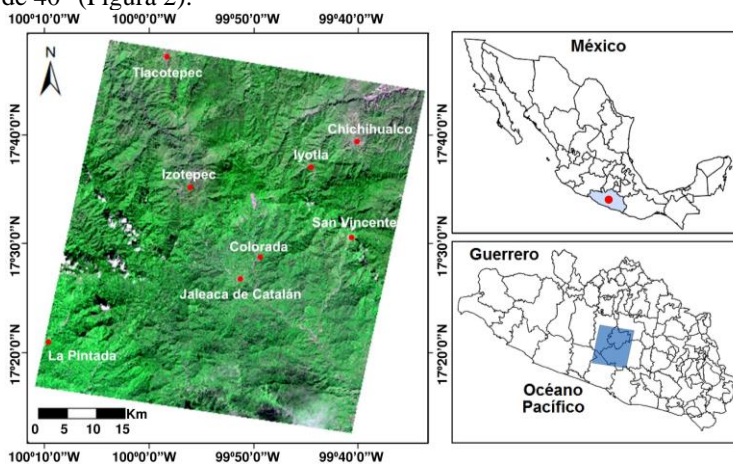 de 40° (Figura 2).
100°10'0"W 100°00'0"W 99°50'0"W 99°40'0"W
N
Tlacotepec
Chichihualco
Iyotla
Izotepec
San Vincente
Colorada
Jaleaca de Catalán
La Pintada
Km
0 5 10 15
17°40'0"N
17°30'0"N
17°20'0"N
17°40'0"N
17°30'0"N
17°20'0"N
100°10'0"W 100°00'0"W 99°50'0"W 99°40'0"W
México
Guerrero
Océano
Pacífico